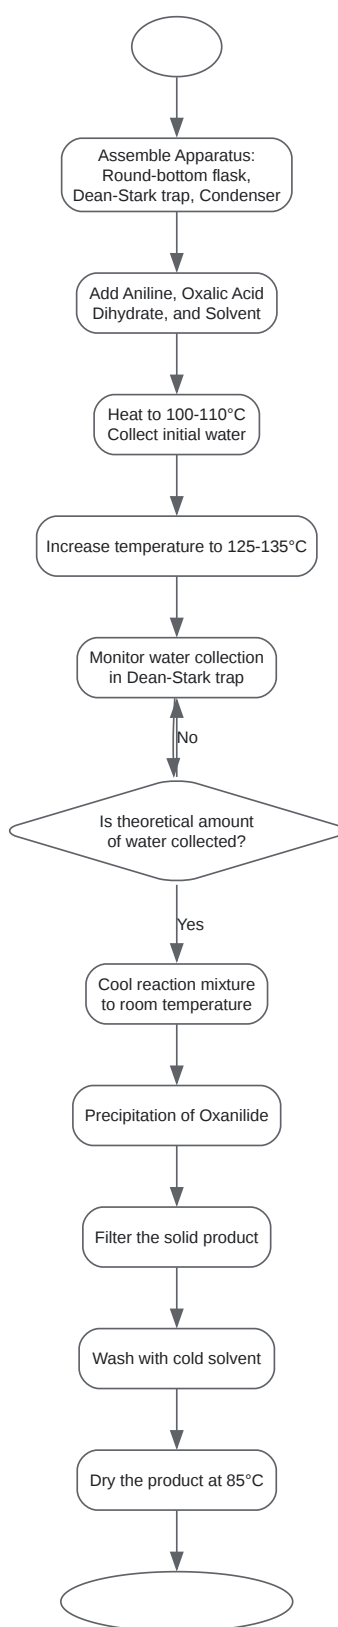 Assemble Apparatus:
Round-bottom flask,
Dean-Stark trap, Condenser
Add Aniline, Oxalic Acid
Dihydrate, and Solvent
Heat to 100-110°C
Collect initial water
Increase temperature to 125-135°C
Monitor water collection
in Dean-Stark trap
No
Is theoretical amount
of water collected?
Yes
Cool reaction mixture
to room temperature
Precipitation of Oxanilide
Filter the solid product
Wash with cold solvent
Dry the product at 85°C